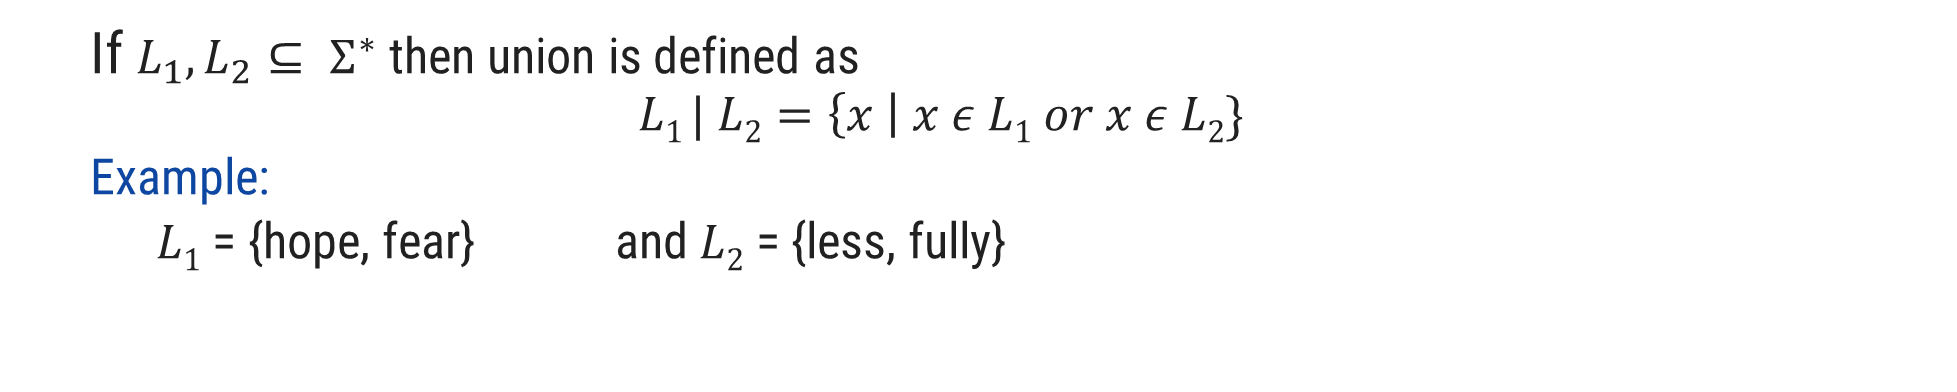 If L₁, L₂ ⊆ Σ* then union is defined as
L₁ | L₂ = {x | x ϵ L₁ or x ϵ L₂}
Example:
L₁ = {hope, fear} and L₂ = {less, fully}